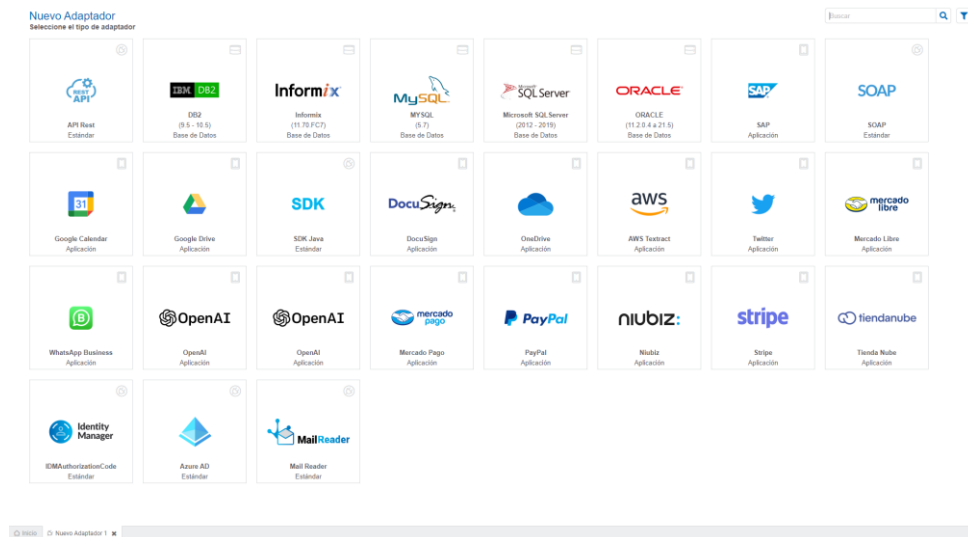 Nuevo Adaptador
Seleccione el tipo de adaptador
Buscar
REST
API
API Rest
Estándar
IBM DB2
DB2
(9.5 - 10.5)
Base de Datos
Informix
Informix
(11.70.FC7)
Base de Datos
MySQL
MYSQL
(5.7)
Base de Datos
Microsoft
SQL Server
Microsoft SQL Server
(2012 - 2019)
Base de Datos
ORACLE
ORACLE
(11.2.0.4 a 21.5)
Base de Datos
SAP
SAP
Aplicación
SOAP
SOAP
Estándar
31
Google Calendar
Aplicación
Google Drive
Aplicación
SDK
SDK Java
Estándar
DocuSign
DocuSign
Aplicación
OneDrive
Aplicación
aws
AWS Textract
Aplicación
Twitter
Aplicación
mercado
libre
Mercado Libre
Aplicación
B
WhatsApp Business
Aplicación
OpenAI
OpenAI
Aplicación
OpenAI
OpenAI
Aplicación
mercado
pago
Mercado Pago
Aplicación
PayPal
PayPal
Aplicación
niubiz:
Niubiz
Aplicación
stripe
Stripe
Aplicación
tiendanube
Tienda Nube
Aplicación
Identity
Manager
IDMAuthorizationCode
Estándar
Azure AD
Estándar
MailReader
Mail Reader
Estándar
Inicio
Nuevo Adaptador 1